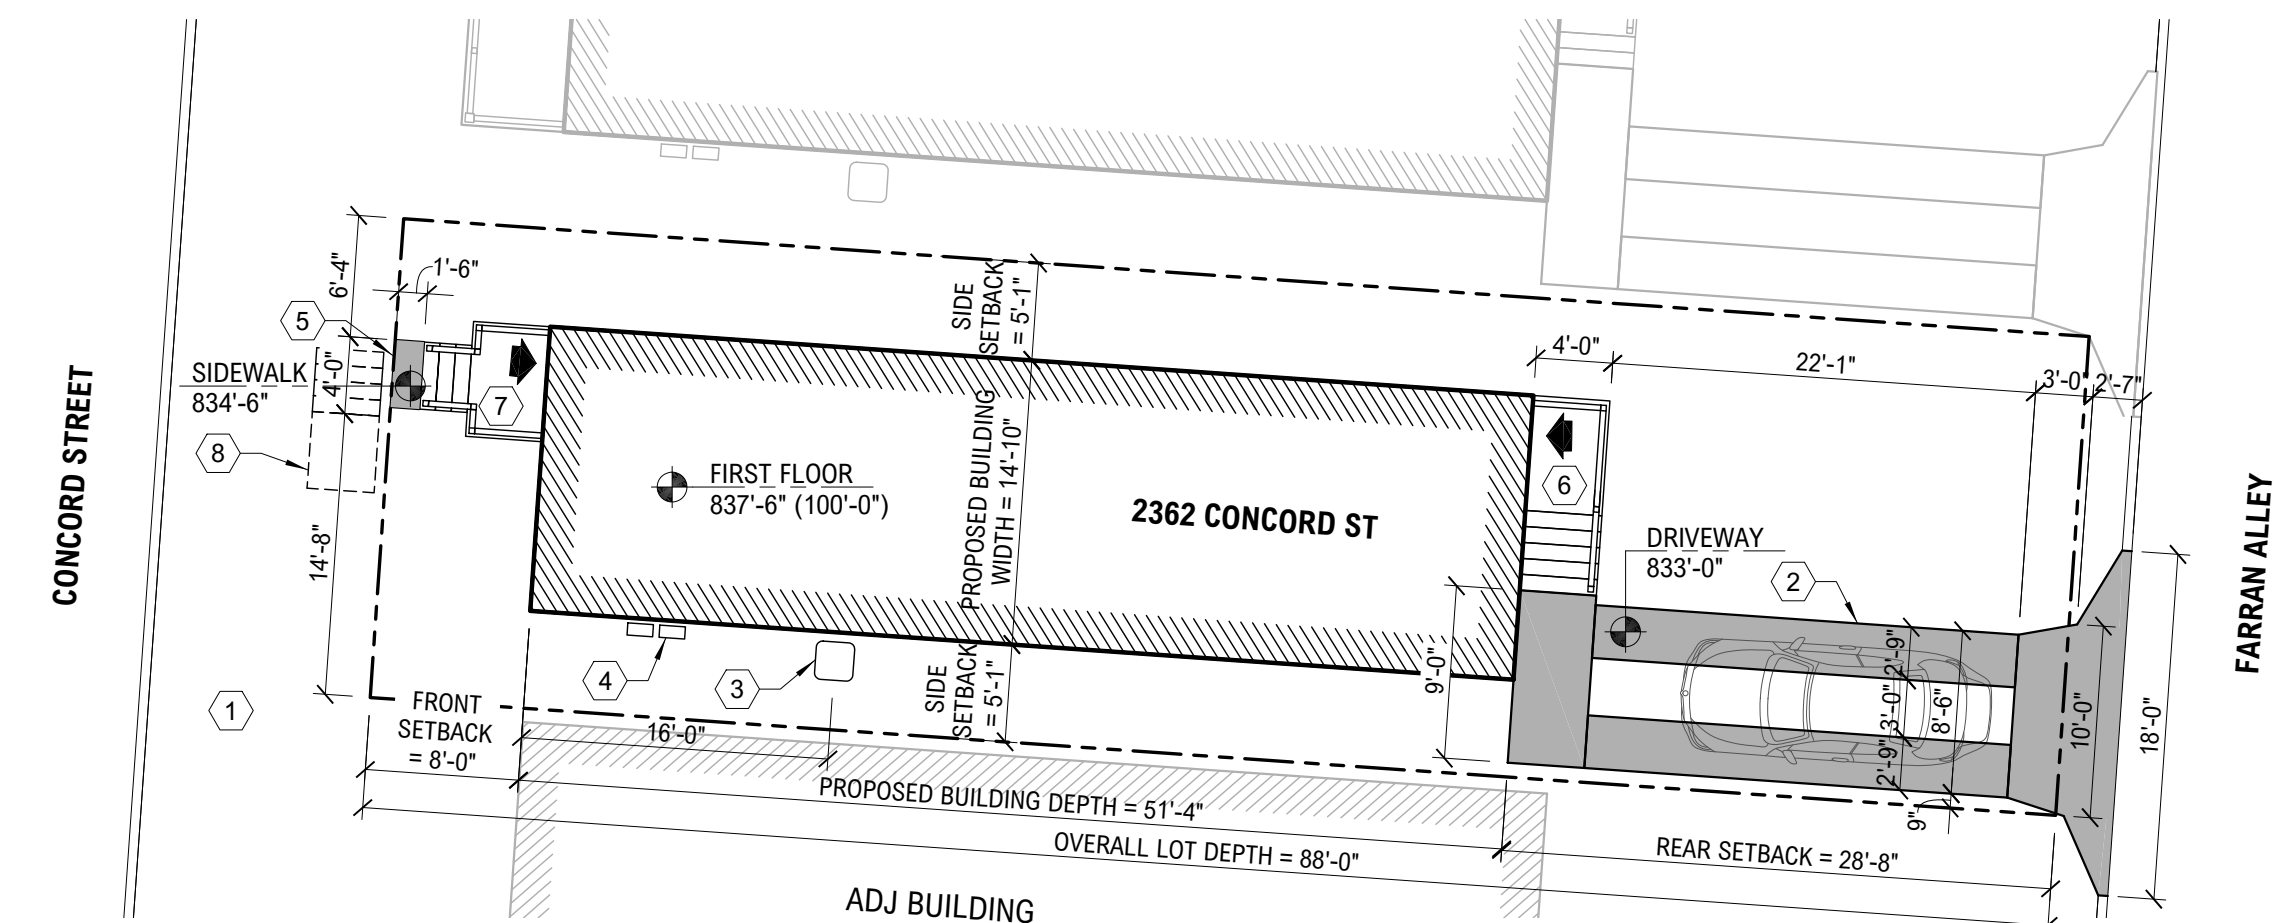 CONCORD STREET
6'-4"
1'-6"
5
SIDEWALK
834'-6"
4'-0"
8
7
14'-8"
1
SIDE
SETBACK
= 5'-1"
PROPOSED BUILDING
WIDTH = 14'-10"
FIRST FLOOR
837'-6" (100'-0")
2362 CONCORD ST
4'-0"
22'-1"
3'-0"
2'-7"
6
DRIVEWAY
833'-0"
2
FARRAN ALLEY
4
3
SIDE
SETBACK
= 5'-1"
9'-0"
2'-9"
3'-0"
2'-9"
8'-6"
10'-0"
18'-0"
9"
FRONT
SETBACK
= 8'-0"
16'-0"
PROPOSED BUILDING DEPTH = 51'-4"
OVERALL LOT DEPTH = 88'-0"
REAR SETBACK = 28'-8"
ADJ BUILDING